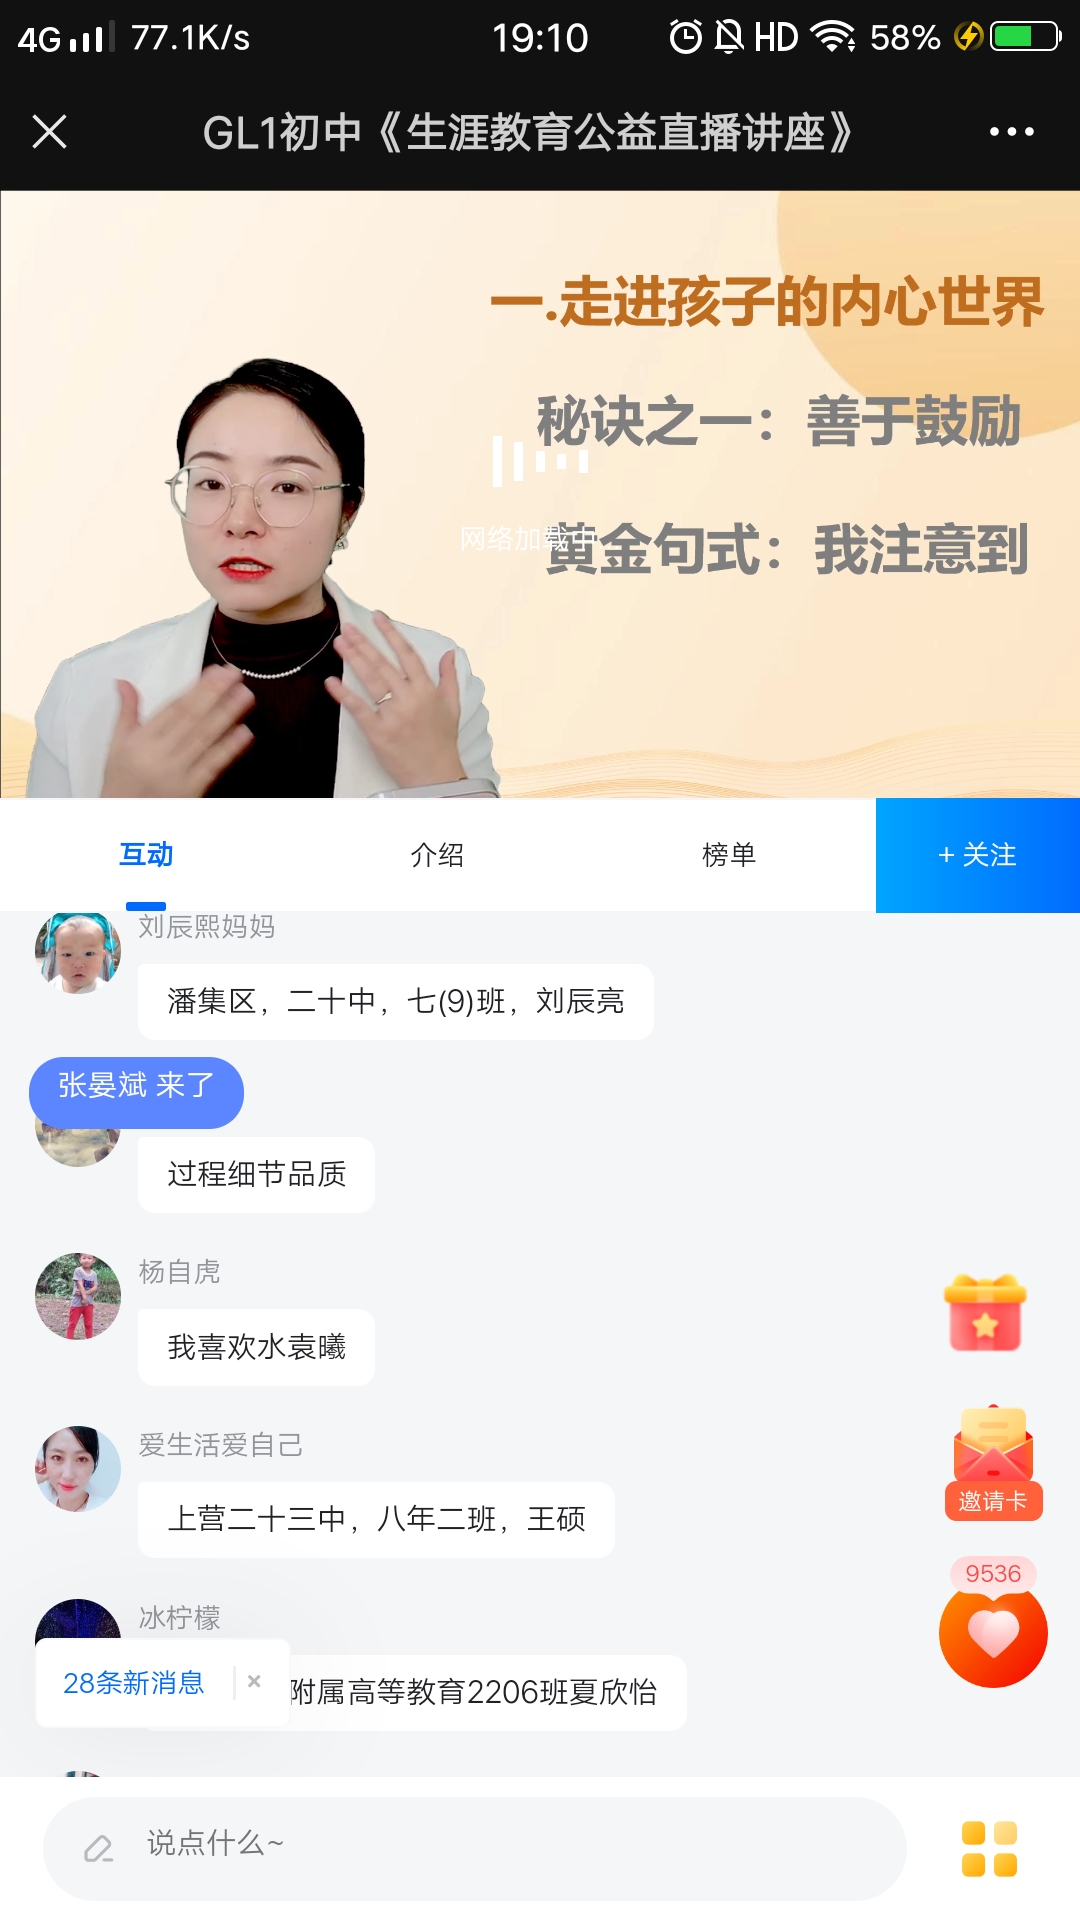 4G 77.1K/s 19:10 HD 58%
GL1初中《生涯教育公益直播讲座》
一.走进孩子的内心世界
秘诀之一：善于鼓励
网络加载中
黄金句式：我注意到
互动 介绍 榜单 + 关注
刘辰熙妈妈
潘集区，二十中，七(9)班，刘辰亮
张晏斌 来了
过程细节品质
杨自虎
我喜欢水袁曦
爱生活爱自己
上营二十三中，八年二班，王硕
邀请卡
9536
冰柠檬
附属高等教育2206班夏欣怡
28条新消息 ×
说点什么~